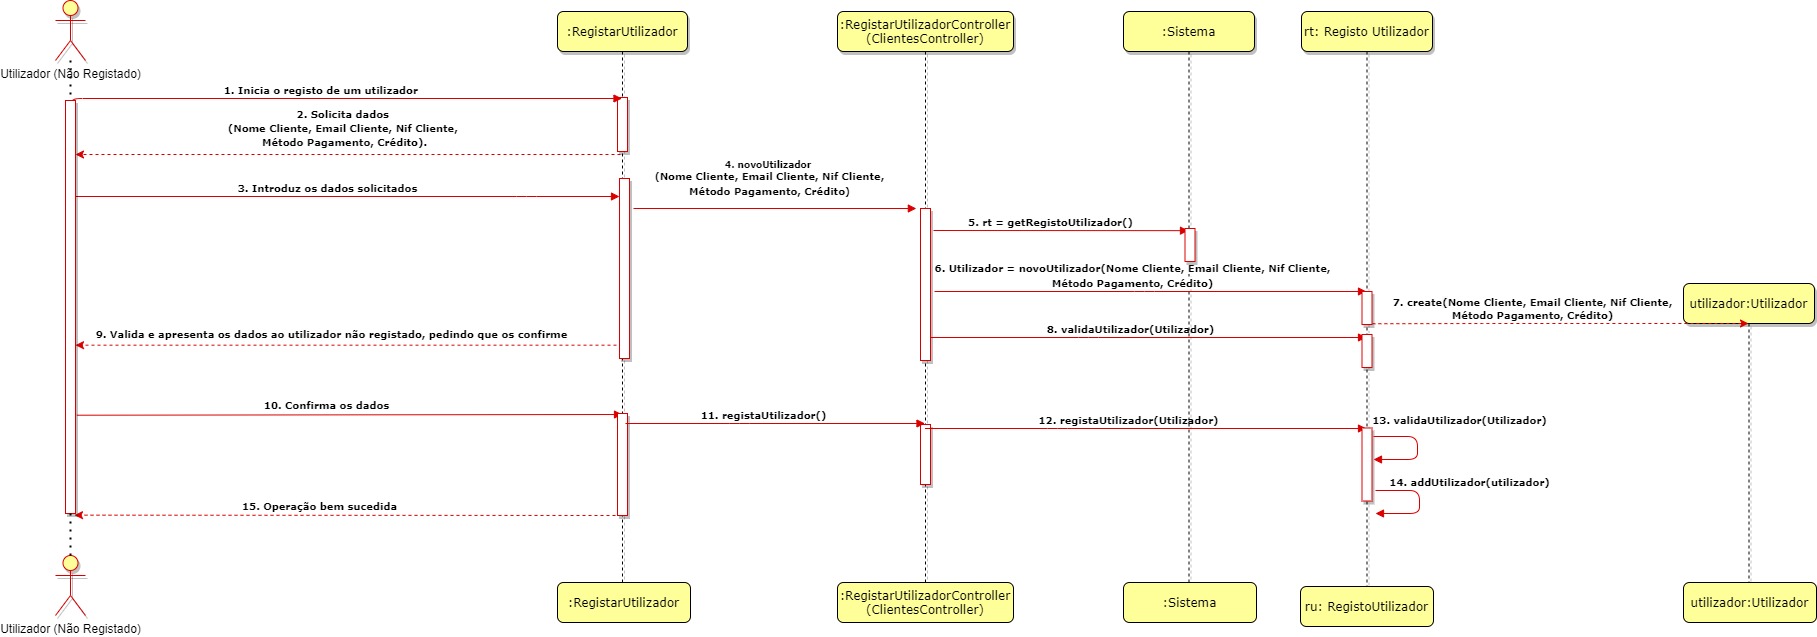 Utilizador (Não Registado)
:RegistarUtilizador
:RegistarUtilizadorController
(ClientesController)
:Sistema
rt: Registo Utilizador
1. Inicia o registo de um utilizador
2. Solicita dados
(Nome Cliente, Email Cliente, Nif Cliente,
Método Pagamento, Crédito).
3. Introduz os dados solicitados
4. novoUtilizador
(Nome Cliente, Email Cliente, Nif Cliente,
Método Pagamento, Crédito)
5. rt = getRegistoUtilizador()
6. Utilizador = novoUtilizador(Nome Cliente, Email Cliente, Nif Cliente,
Método Pagamento, Crédito)
7. create(Nome Cliente, Email Cliente, Nif Cliente,
Método Pagamento, Crédito)
utilizador:Utilizador
8. validaUtilizador(Utilizador)
9. Valida e apresenta os dados ao utilizador não registado, pedindo que os confirme
10. Confirma os dados
11. registaUtilizador()
12. registaUtilizador(Utilizador)
13. validaUtilizador(Utilizador)
14. addUtilizador(utilizador)
15. Operação bem sucedida
Utilizador (Não Registado)
:RegistarUtilizador
:RegistarUtilizadorController
(ClientesController)
:Sistema
ru: RegistoUtilizador
utilizador:Utilizador